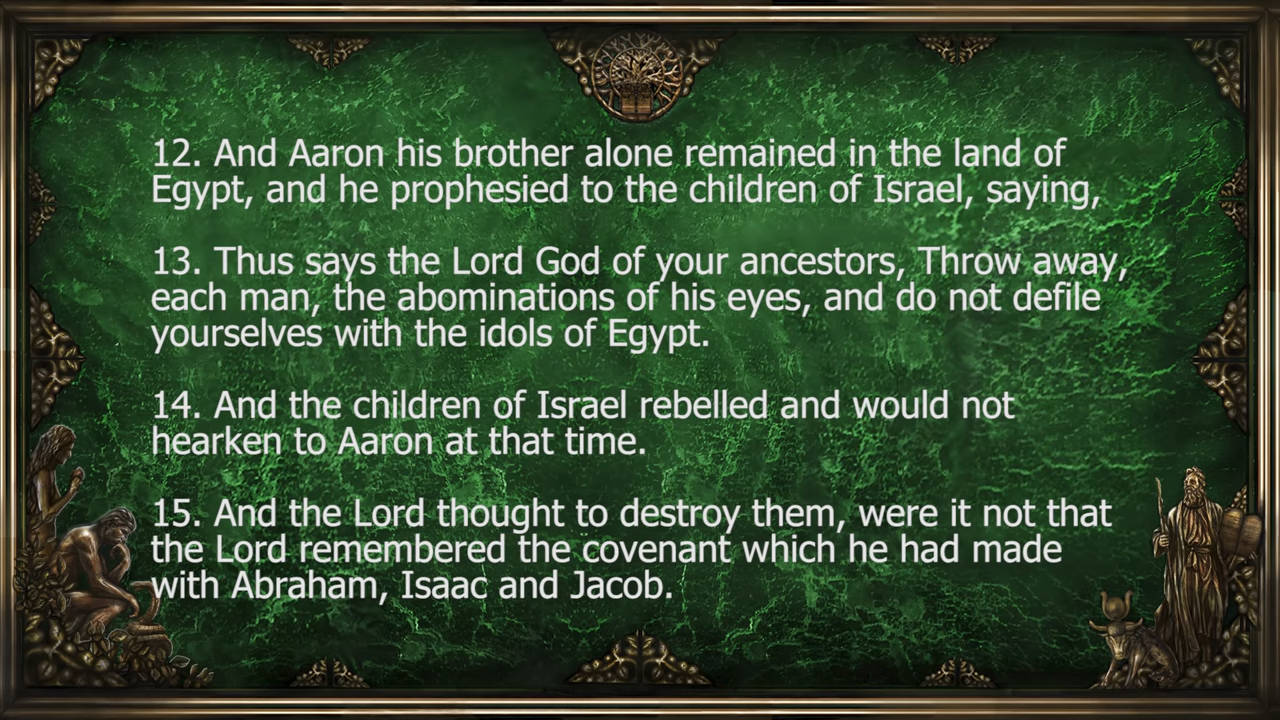 12. And Aaron his brother alone remained in the land of
Egypt, and he prophesied to the children of Israel, saying,
13. Thus says the Lord God of your ancestors, Throw away,
each man, the abominations of his eyes, and do not defile
yourselves with the idols of Egypt.
14. And the children of Israel rebelled and would not
hearken to Aaron at that time.
15. And the Lord thought to destroy them, were it not that
the Lord remembered the covenant which he had made
with Abraham, Isaac and Jacob.